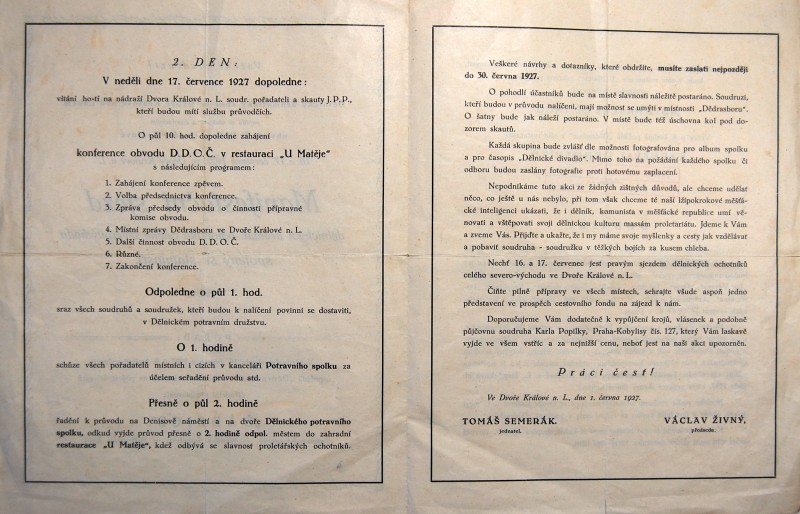 2. DEN:
V neděli dne 17. července 1927 dopoledne:
vítání hostí na nádraží Dvora Králové n. L. soudr. pořadateli a skauty J. P. P.,
kteří budou míti službu průvodčích.
O půl 10. hod. dopoledne zahájení
konference obvodu D. D. O. Č. v restauraci „U Matěje"
s následujícím programem:
1. Zahájení konference zpěvem.
2. Volba předsednictva konference.
3. Zpráva předsedy obvodu o činnosti přípravné
komise obvodu.
4. Místní zprávy Dědrasboru ve Dvoře Králové n. L.
5. Další činnost obvodu D. D. O. Č.
6. Různé.
7. Zakončení konference.
Odpoledne o půl 1. hod.
sraz všech soudruhů a soudružek, kteří budou k nalíčení povinni se dostaviti,
v Dělnickém potravním družstvu.
O 1. hodině
schůze všech pořadatelů místních i cizích v kanceláři Potravního spolku za
účelem seřadění průvodu atd.
Přesně o půl 2. hodině
řadění k průvodu na Denisově náměstí a na dvoře Dělnického potravního
spolku, odkud vyjde průvod přesně o 2. hodině odpol. městem do zahradní
restaurace „U Matěje", kdež odbývá se slavnost proletářských ochotníků.
Veškeré návrhy a dotazníky, které obdržíte, musíte zaslati nejpozději
do 30. června 1927.
O pohodlí účastníků bude na místě slavnosti náležitě postaráno. Soudruzi,
kteří budou v průvodu nalíčení, mají možnost se umýti v místnosti „Dědrasboru".
O šatny bude jak náleží postaráno. V místě bude též úschovna kol pod do-
zorem skautů.
Každá skupina bude zvlášť dle možnosti fotografována pro album spolku
a pro časopis „Dělnické divadlo". Mimo toho na požádání každého spolku či
odboru budou zaslány fotografie proti hotovému zaplacení.
Nepodnikáme tuto akci ze žádných zištných důvodů, ale chceme udělat
něco, co ještě u nás nebylo, při tom však chceme té naší lžipokrokové měšťác-
ké inteligenci ukázati, že i dělník, komunista v měšťácké republice umí vě-
novati a vštěpovati svoji dělnickou kulturu massám proletariátu. Jdeme k Vám
a zveme Vás. Přijďte a ukažte, že i my máme svoje myšlenky a cesty jak vzdělávat
a pobavit soudruha - soudružku v těžkých bojích za kusem chleba.
Nechť 16. a 17. červenec jest pravým sjezdem dělnických ochotníků
celého severo-východu ve Dvoře Králové n. L.
Čiňte pilně přípravy ve všech místech, sehrajte všude aspoň jedno
představení ve prospěch cestovního fondu na zájezd k nám.
Doporoučujeme Vám dodatečně k vypůjčení krojů, vlásenek a podobně
půjčovnu soudruha Karla Popilky, Praha-Kobylisy čís. 127, který Vám laskavě
vyjde ve všem vstříc a za nejnižší cenu, neboť jest na naši akci upozorněn.
Práci čest!
Ve Dvoře Králové n. L., dne 1. června 1927.
TOMÁŠ SEMERÁK, VÁCLAV ŽIVNÝ,
jednatel. předseda.